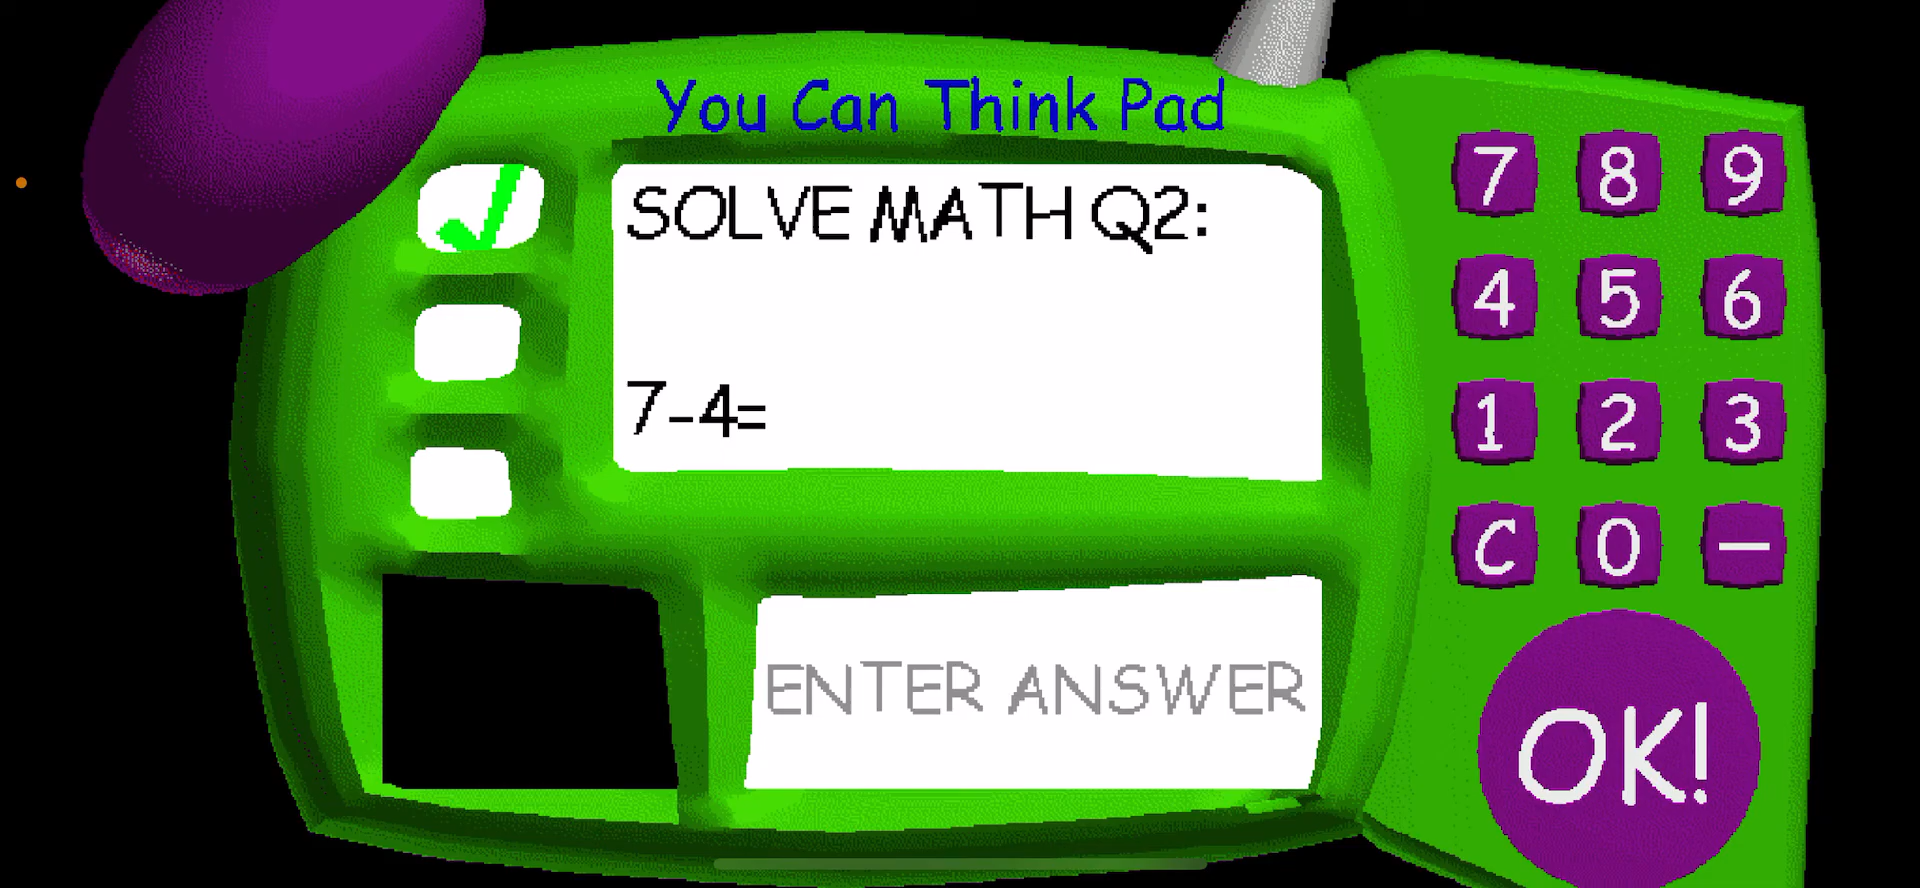 You Can Think Pad
SOLVE MATH Q2:
7-4=
ENTER ANSWER
7 8 9
4 5 6
1 2 3
C 0 -
OK!